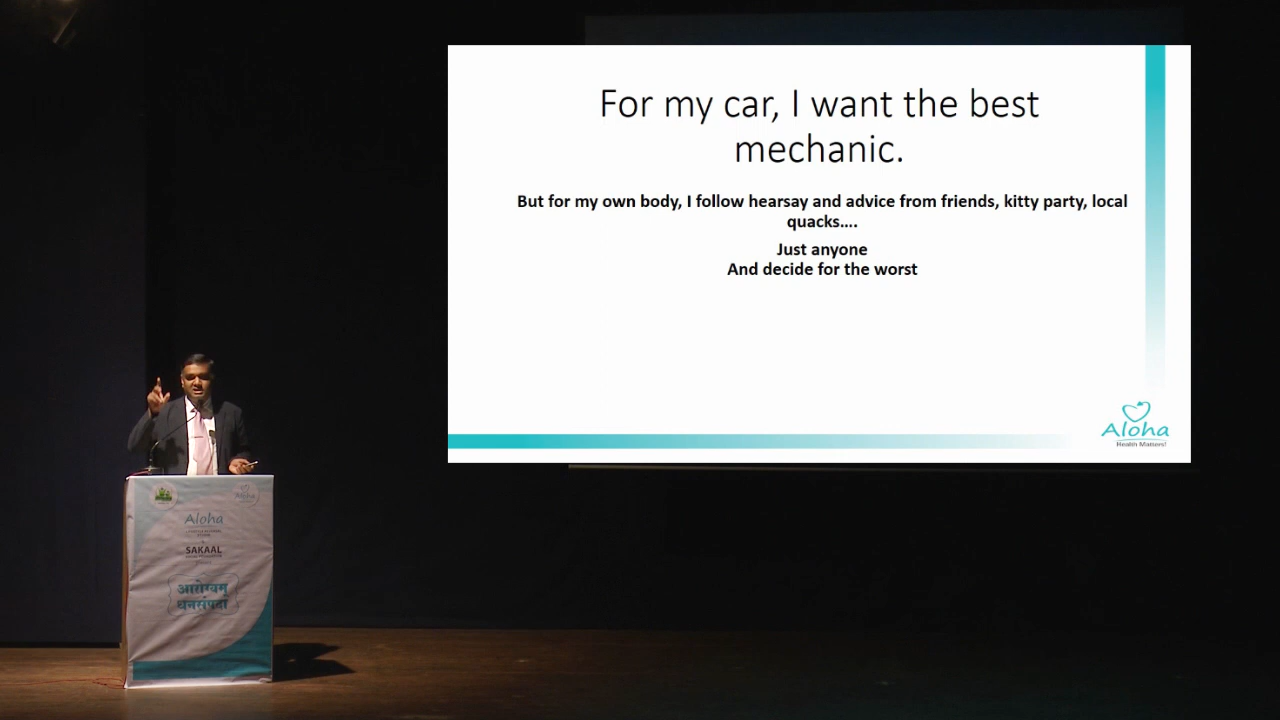 For my car, I want the best
mechanic.
But for my own body, I follow hearsay and advice from friends, kitty party, local
quacks....
Just anyone
And decide for the worst
Aloha
Health Matters!
Aloha
Aloha
SAKAAL
आरोग्यम्
धनसंपदा